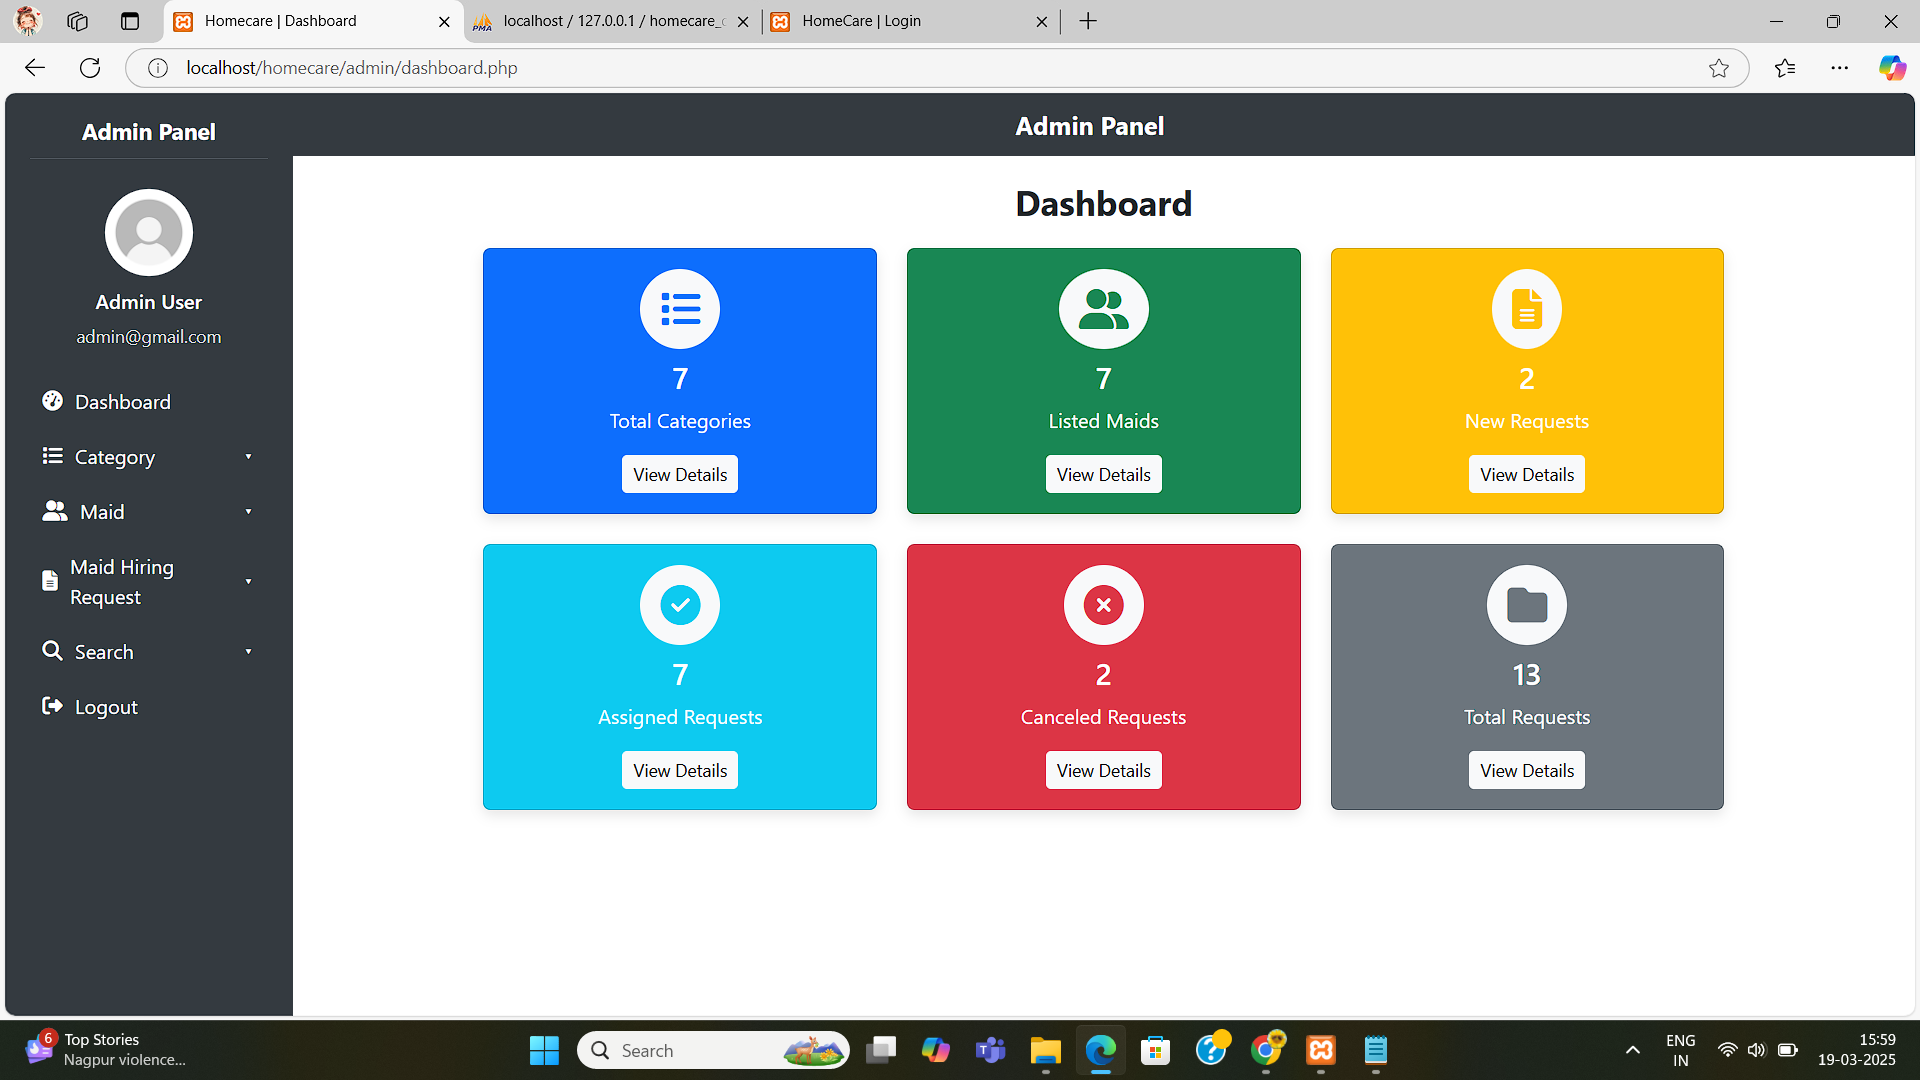 Homecare | Dashboard
localhost / 127.0.0.1 / homecare_
HomeCare | Login
localhost/homecare/admin/dashboard.php
Admin Panel
Admin Panel
Admin User
admin@gmail.com
Dashboard
Category
Maid
Maid Hiring
Request
Search
Logout
Dashboard
7
Total Categories
View Details
7
Listed Maids
View Details
2
New Requests
View Details
7
Assigned Requests
View Details
2
Canceled Requests
View Details
13
Total Requests
View Details
6
Top Stories
Nagpur violence...
Search
ENG
IN
15:59
19-03-2025
PMA